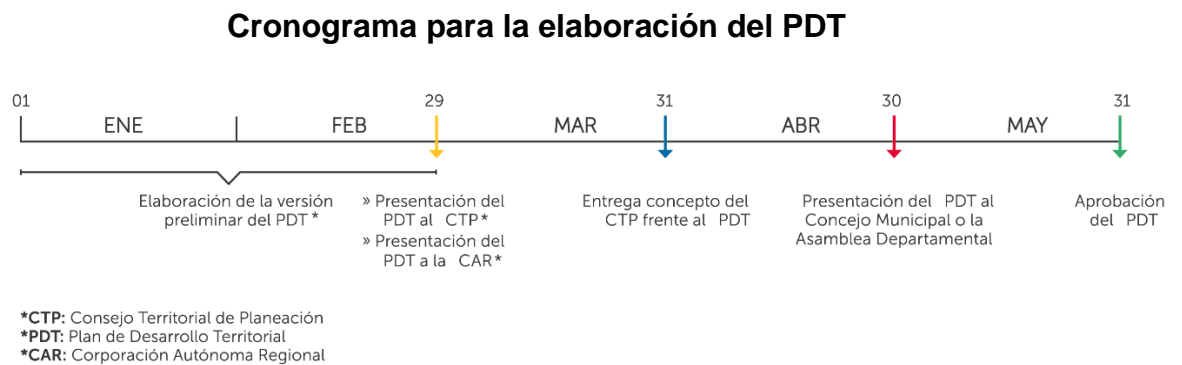 Cronograma para la elaboración del PDT
01
29
31
30
31
ENE
FEB
MAR
ABR
MAY
Elaboración de la versión
preliminar del PDT *
» Presentación del
PDT al CTP*
» Presentación del
PDT a la CAR*
Entrega concepto del
CTP frente al PDT
Presentación del PDT al
Concejo Municipal o la
Asamblea Departamental
Aprobación
del PDT
*CTP: Consejo Territorial de Planeación
*PDT: Plan de Desarrollo Territorial
*CAR: Corporación Autónoma Regional